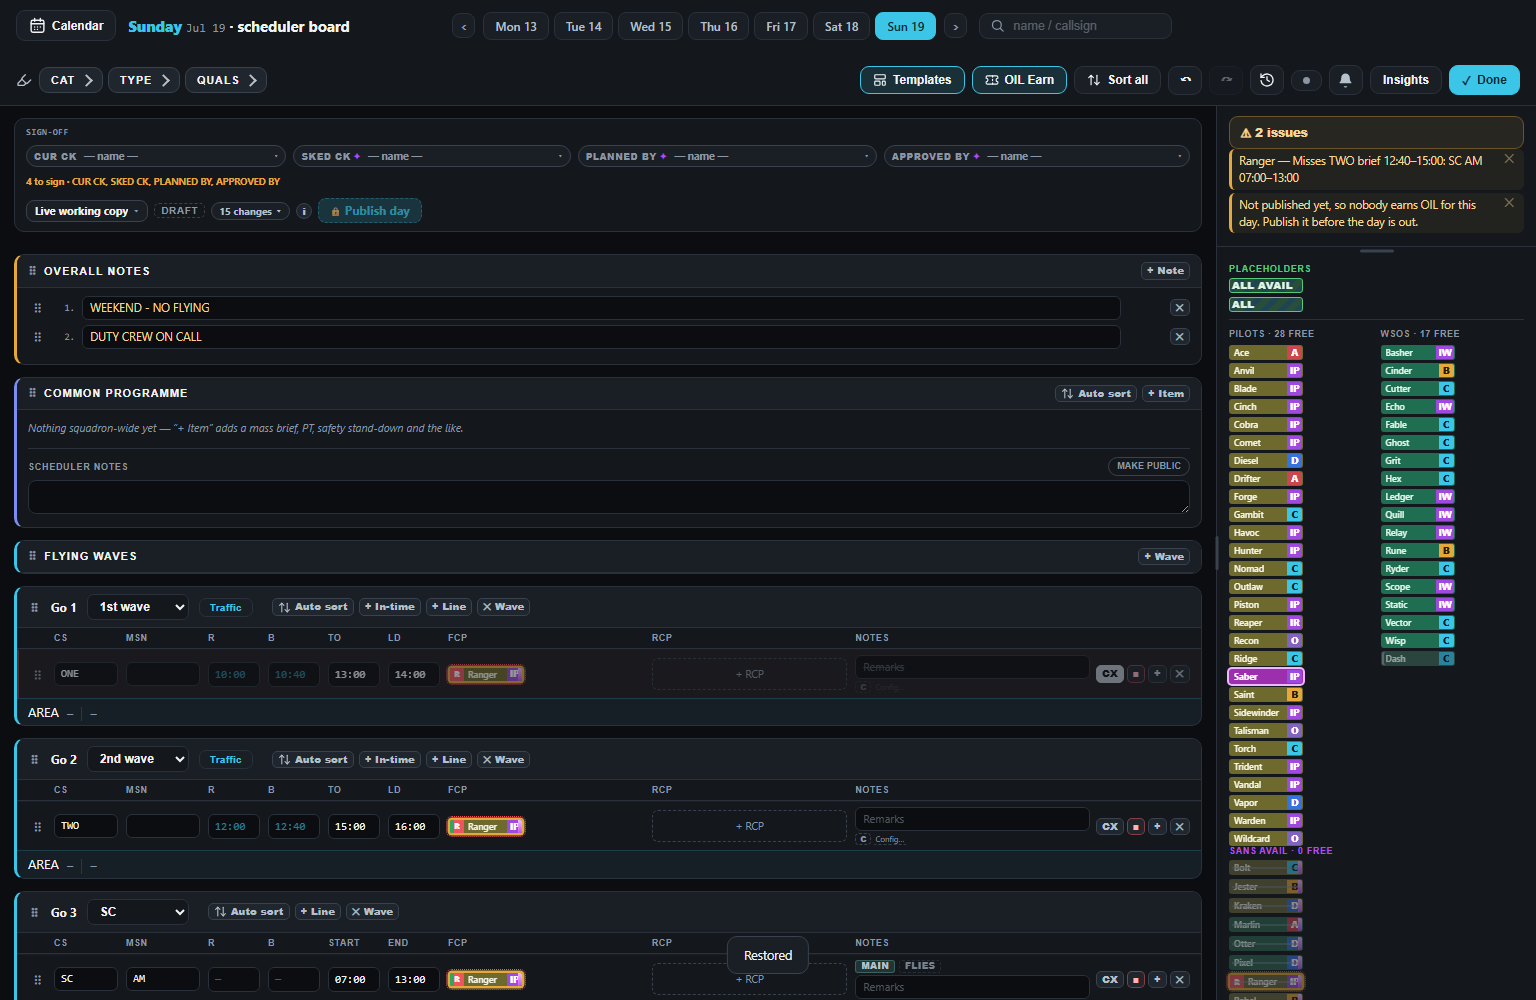 Calendar
Sunday Jul 19 · scheduler board
‹
Mon 13
Tue 14
Wed 15
Thu 16
Fri 17
Sat 18
Sun 19
›
name / callsign
CAT
TYPE
QUALS
Templates
OIL Earn
Sort all
Insights
✓ Done
SIGN-OFF
CUR CK — name —
SKED CK ✦ — name —
PLANNED BY ✦ — name —
APPROVED BY ✦ — name —
4 to sign · CUR CK, SKED CK, PLANNED BY, APPROVED BY
Live working copy
DRAFT
15 changes
i
Publish day
OVERALL NOTES
+ Note
1. WEEKEND - NO FLYING
2. DUTY CREW ON CALL
COMMON PROGRAMME
Auto sort
+ Item
Nothing squadron-wide yet — "+ Item" adds a mass brief, PT, safety stand-down and the like.
SCHEDULER NOTES
MAKE PUBLIC
FLYING WAVES
+ Wave
Go 1 1st wave Traffic Auto sort + In-time + Line ✕ Wave
CS MSN R B TO LD FCP RCP NOTES
ONE 10:00 10:40 13:00 14:00 R Ranger IP + RCP Remarks CX + ✕
C Config...
AREA – –
Go 2 2nd wave Traffic Auto sort + In-time + Line ✕ Wave
CS MSN R B TO LD FCP RCP NOTES
TWO 12:00 12:40 15:00 16:00 R Ranger IP + RCP Remarks CX + ✕
C Config...
AREA – –
Go 3 SC Auto sort + Line ✕ Wave
CS MSN R B START END FCP RCP NOTES
MAIN FLIES
SC AM – – 07:00 13:00 R Ranger IP + RCP Remarks CX + ✕
Restored
⚠ 2 issues
Ranger — Misses TWO brief 12:40–15:00: SC AM
07:00–13:00
Not published yet, so nobody earns OIL for this
day. Publish it before the day is out.
PLACEHOLDERS
ALL AVAIL
ALL
PILOTS · 28 FREE
Ace A
Anvil IP
Blade IP
Cinch IP
Cobra IP
Comet IP
Diesel D
Drifter A
Forge IP
Gambit C
Havoc IP
Hunter IP
Nomad C
Outlaw C
Piston IP
Reaper IR
Recon O
Ridge C
Saber IP
Saint B
Sidewinder IP
Talisman O
Torch C
Trident IP
Vandal IP
Vapor D
Warden IP
Wildcard O
WSOS · 17 FREE
Basher IW
Cinder B
Cutter C
Echo IW
Fable C
Ghost C
Grit C
Hex C
Ledger IW
Quill IW
Relay IW
Rune B
Ryder C
Scope IW
Static IW
Vector C
Wisp C
Dash C
SANS AVAIL · 0 FREE
Bolt C
Jester B
Kraken D
Marlin A
Otter D
Pixel D
R Ranger IP
Rebel